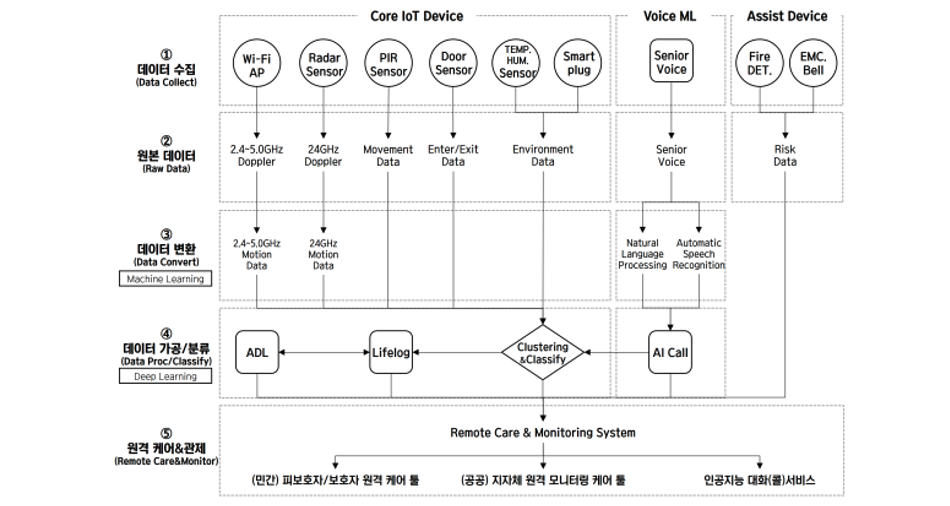 Core IoT Device
Voice ML
Assist Device
①
데이터 수집
(Data Collect)
Wi-Fi
AP
Radar
Sensor
PIR
Sensor
Door
Sensor
TEMP.
HUM.
Sensor
Smart
plug
Senior
Voice
Fire
DET.
EMC.
Bell
②
원본 데이터
(Raw Data)
2.4~5.0GHz
Doppler
24GHz
Doppler
Movement
Data
Enter/Exit
Data
Environment
Data
Senior
Voice
Risk
Data
③
데이터 변환
(Data Convert)
Machine Learning
2.4~5.0GHz
Motion
Data
24GHz
Motion
Data
Natural
Language
Processing
Automatic
Speech
Recognition
④
데이터 가공/분류
(Data Proc/Classify)
Deep Learning
ADL
Lifelog
Clustering
&Classify
AI Call
⑤
원격 케어&관제
(Remote Care&Monitor)
Remote Care & Monitoring System
(민간) 피보호자/보호자 원격 케어 툴
(공공) 지자체 원격 모니터링 케어 툴
인공지능 대화(콜)서비스